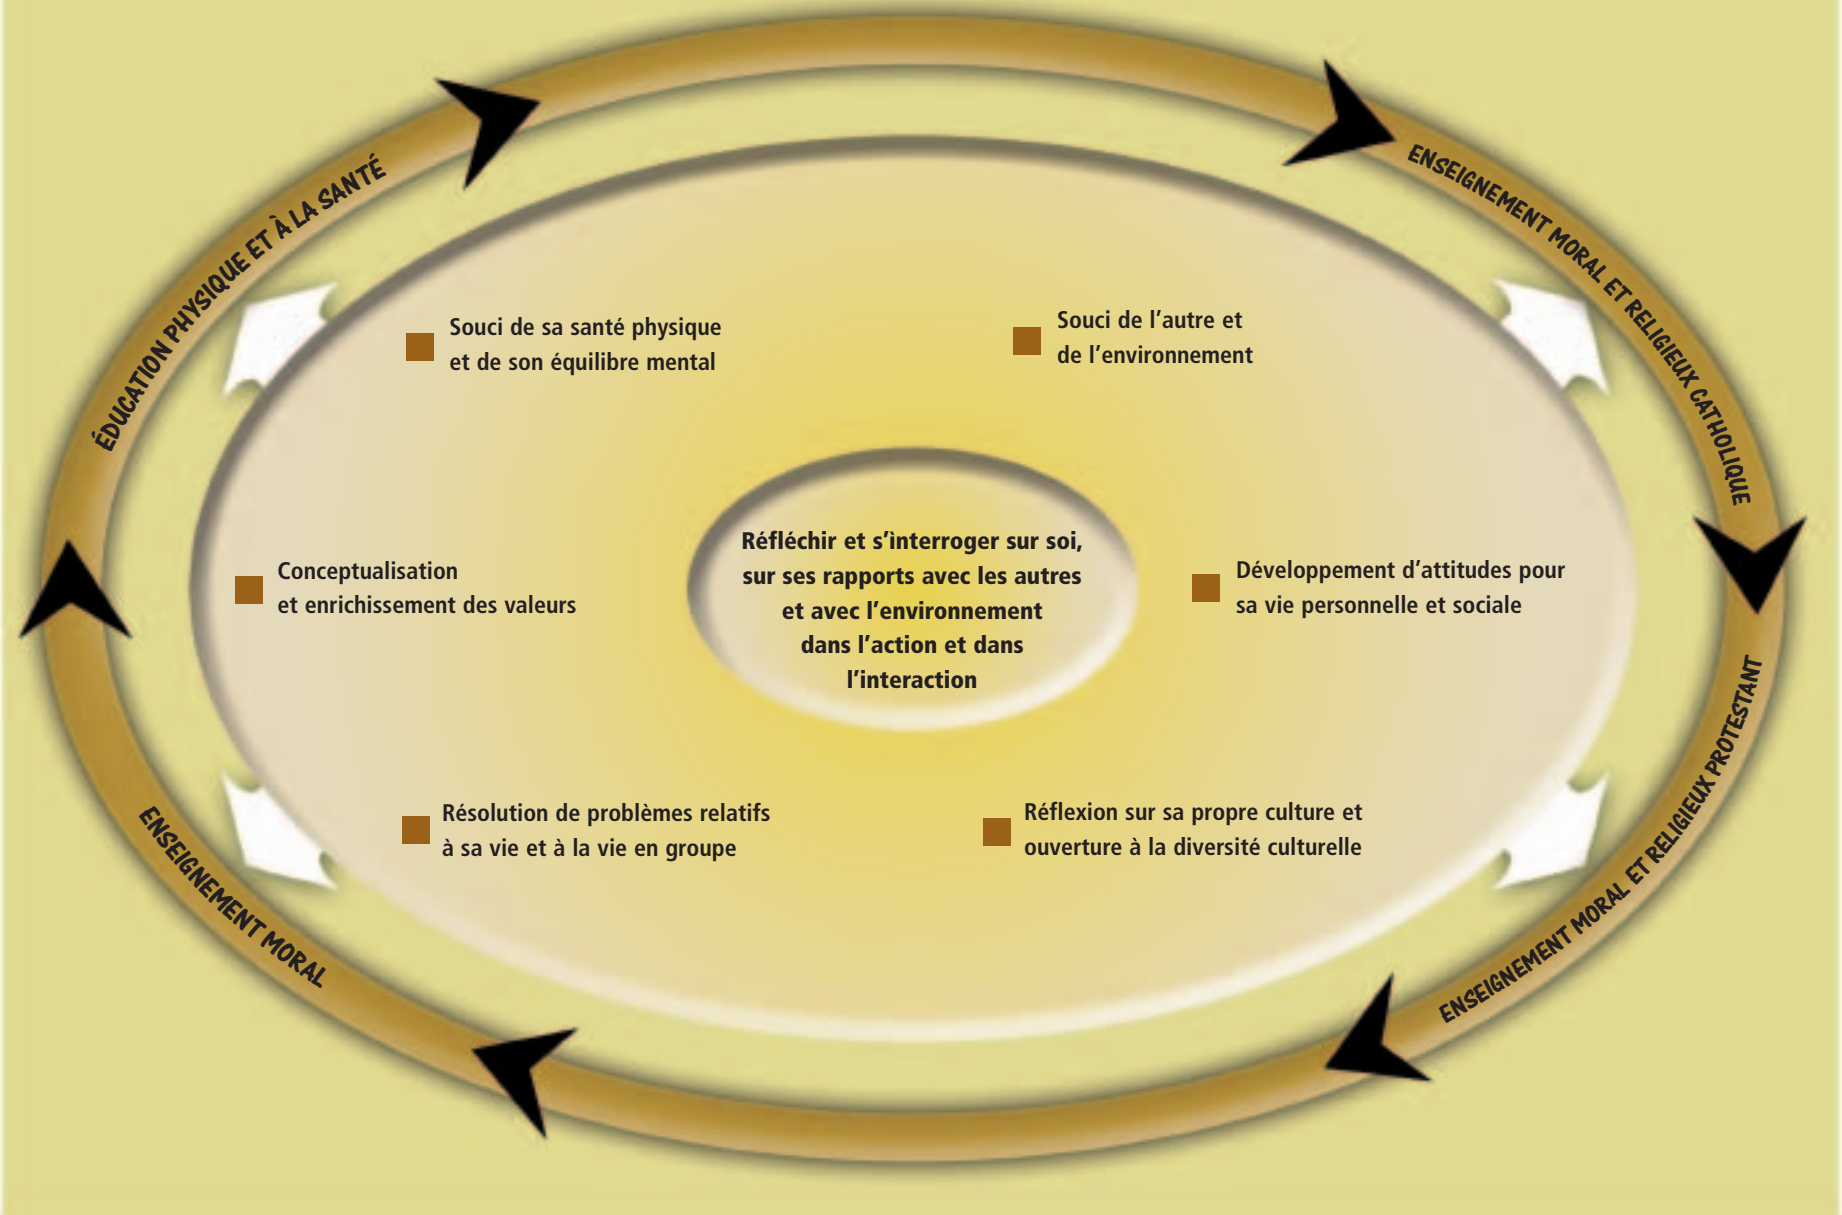 ÉDUCATION PHYSIQUE ET À LA SANTÉ
ENSEIGNEMENT MORAL ET RELIGIEUX CATHOLIQUE
Souci de sa santé physique
et de son équilibre mental
Souci de l’autre et
de l’environnement
Conceptualisation
et enrichissement des valeurs
Réfléchir et s’ìnterroger sur soi,
sur ses rapports avec les autres
et avec l’environnement
dans l’action et dans
l’interaction
Développement d’attitudes pour
sa vie personnelle et sociale
Résolution de problèmes relatifs
à sa vie et à la vie en groupe
Réflexion sur sa propre culture et
ouverture à la diversité culturelle
ENSEIGNEMENT MORAL
ENSEIGNEMENT MORAL ET RELIGIEUX PROTESTANT